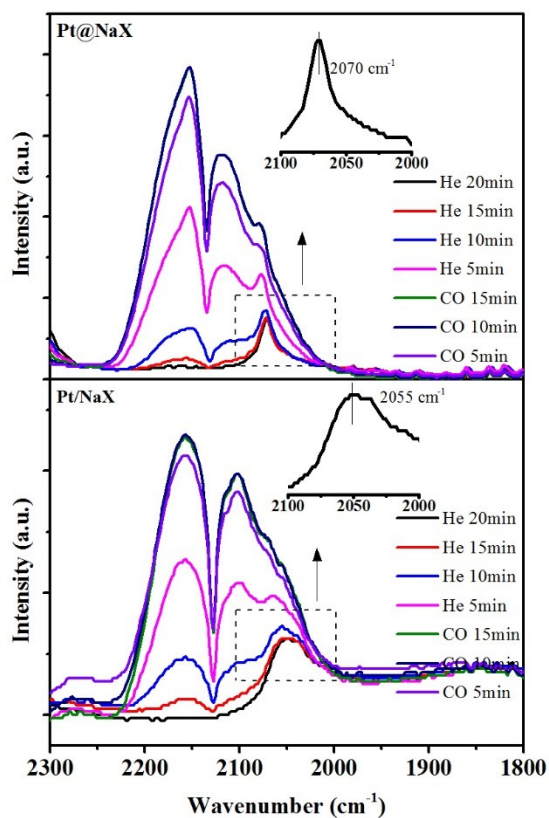 Pt@NaX
2070 cm-1
2100 2050 2000
He 20min
He 15min
He 10min
He 5min
CO 15min
CO 10min
CO 5min
Intensity (a.u.)
Pt/NaX
2055 cm-1
2100 2050 2000
He 20min
He 15min
He 10min
He 5min
CO 15min
CO 10min
CO 5min
Intensity (a.u.)
2300 2200 2100 2000 1900 1800
Wavenumber (cm-1)